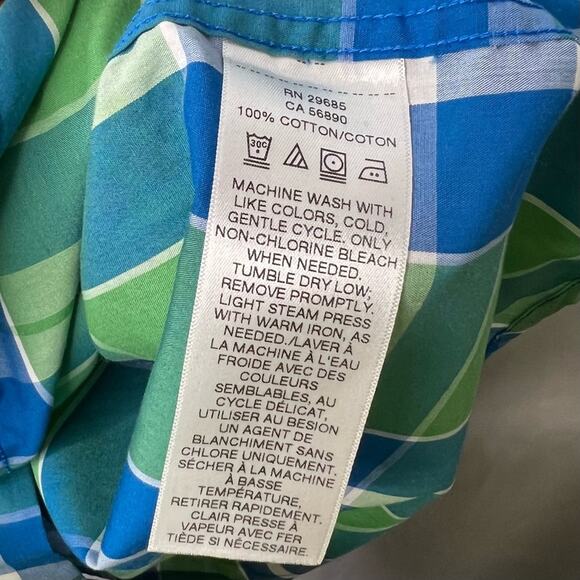 RN 29685
CA 56890
100% COTTON/COTON
30C
MACHINE WASH WITH
LIKE COLORS, COLD,
GENTLE CYCLE. ONLY
NON-CHLORINE BLEACH
WHEN NEEDED.
TUMBLE DRY LOW;
REMOVE PROMPTLY.
LIGHT STEAM PRESS
WITH WARM IRON, AS
NEEDED./LAVER À
LA MACHINE À L'EAU
FROIDE AVEC DES
COULEURS
SEMBLABLES, AU
CYCLE DÉLICAT,
UTILISER AU BESION
UN AGENT DE
BLANCHIMENT SANS
CHLORE UNIQUEMENT.
SÉCHER À LA MACHINE
À BASSE
TEMPÉRATURE,
RETIRER RAPIDEMENT.
CLAIR PRESSE À
VAPEUR AVEC FER
TIÈDE SI NÉCESSAIRE.